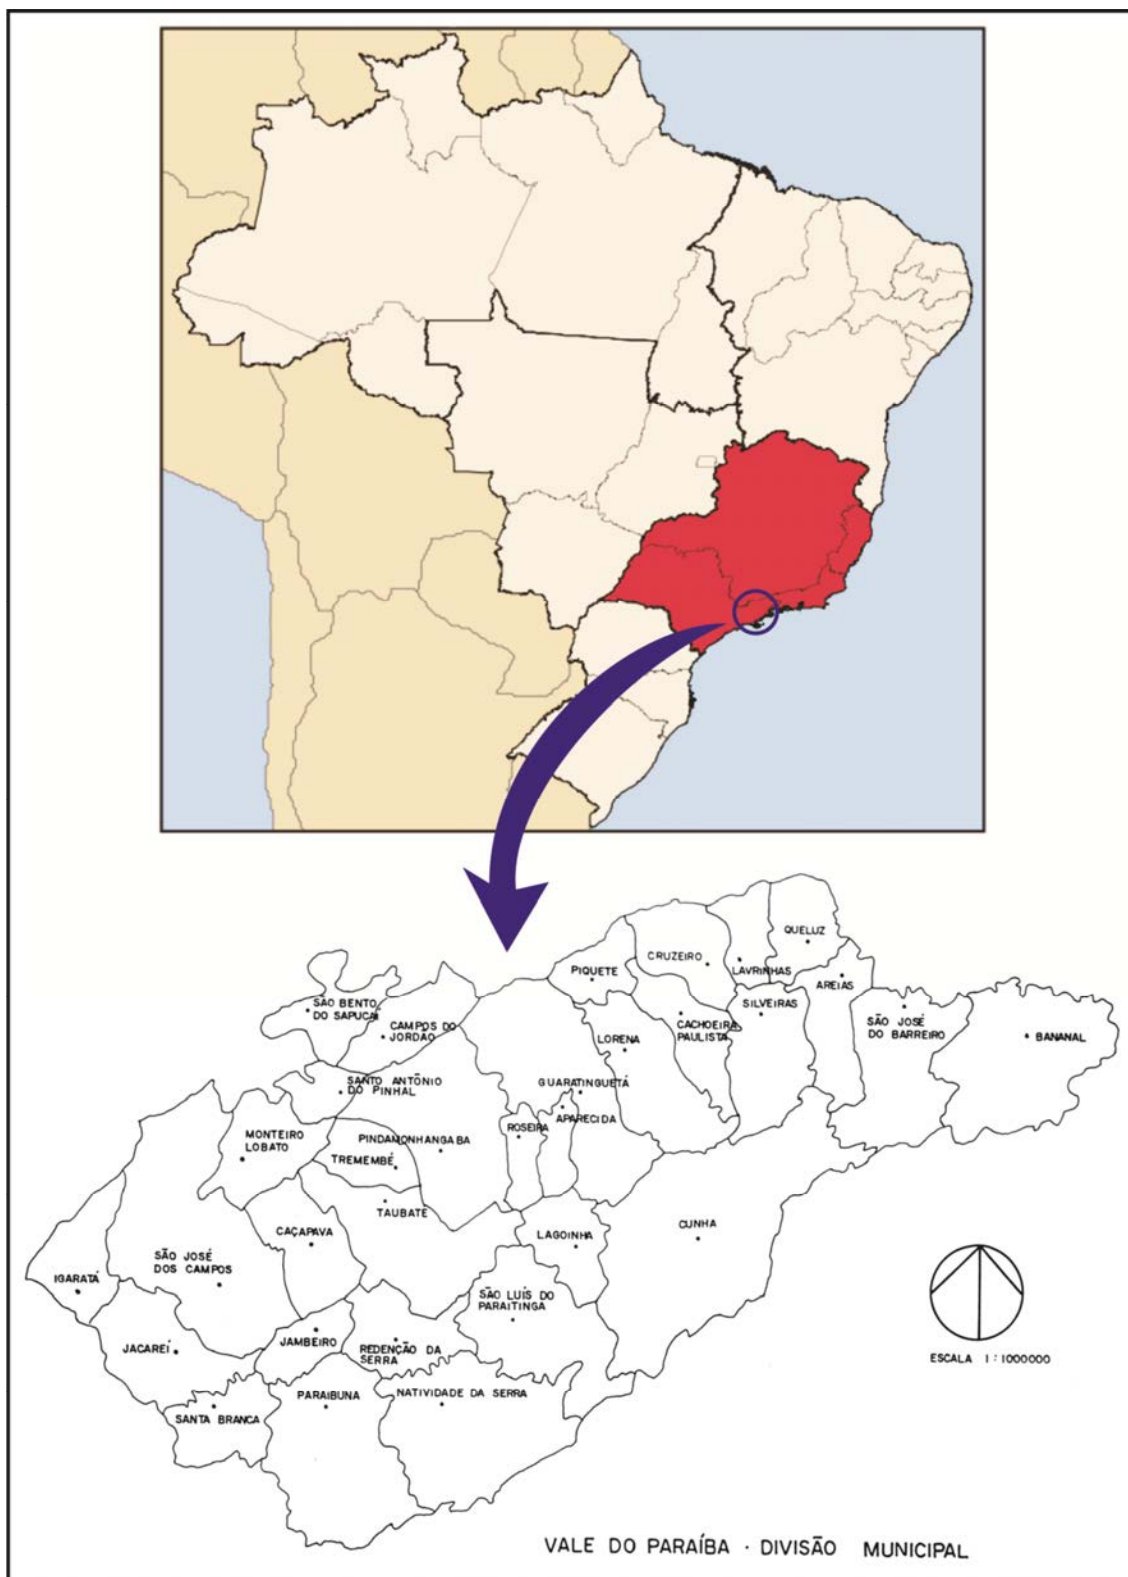 QUELUZ
CRUZEIRO
LAVRINHAS
PIQUETE
AREIAS
SÃO BENTO
DO SAPUCAÍ
SILVEIRAS
CAMPOS DO
JORDÃO
CACHOEIRA
PAULISTA
SÃO JOSÉ
DO BARREIRO
BANANAL
LORENA
SANTO ANTÔNIO
DO PINHAL
GUARATINGUETÁ
APARECIDA
ROSEIRA
MONTEIRO
LOBATO
PINDAMONHANGABA
TREMEMBÉ
TAUBATÉ
CAÇAPAVA
LAGOINHA
CUNHA
SÃO JOSÉ
DOS CAMPOS
IGARATÁ
SÃO LUÍS DO
PARAITINGA
JACAREÍ
JAMBEIRO
REDENÇÃO DA
SERRA
ESCALA 1:1000000
PARAIBUNA
NATIVIDADE DA SERRA
SANTA BRANCA
VALE DO PARAÍBA · DIVISÃO MUNICIPAL